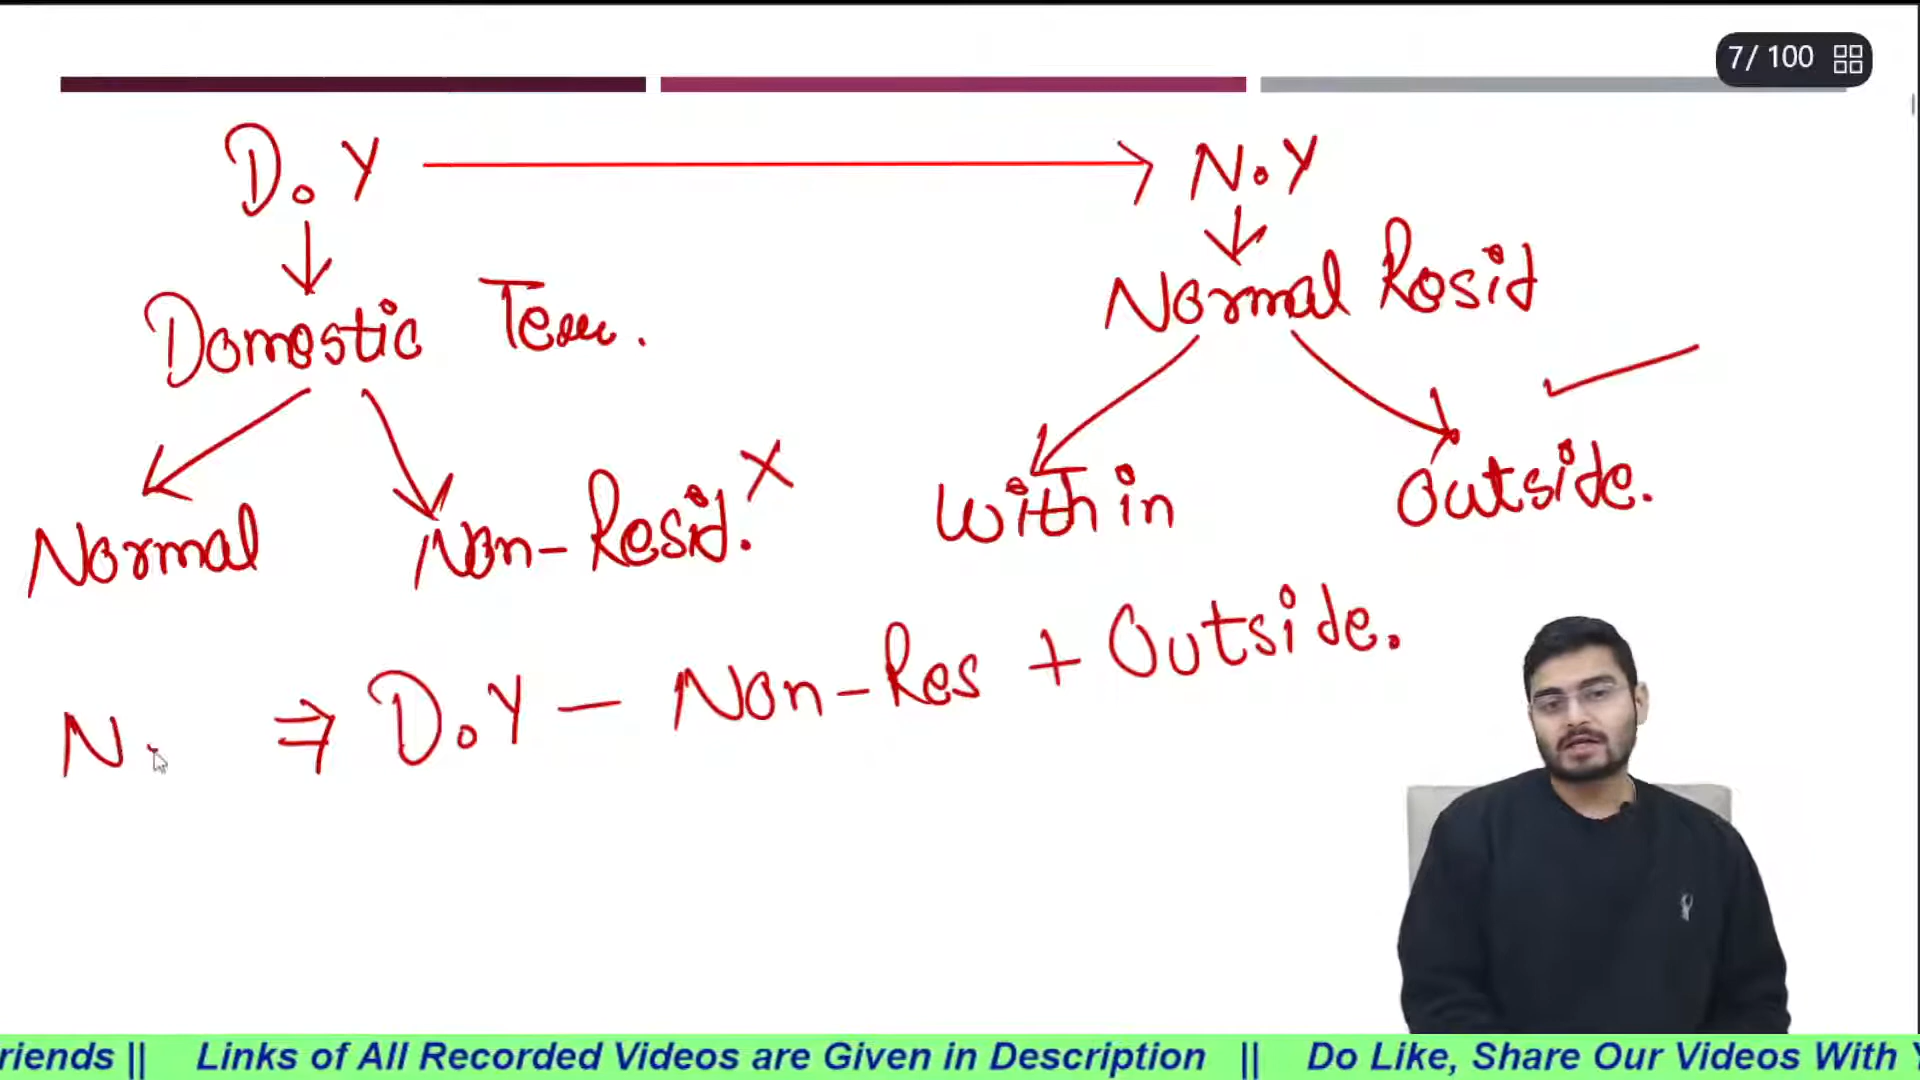 7/ 100
D.Y → N.Y
Domestic Terr.
Normal Resid
Normal Non-Resid. X
Within Outside.
N. ⇒ D.Y - Non-Res + Outside.
riends || Links of All Recorded Videos are Given in Description || Do Like, Share Our Videos With